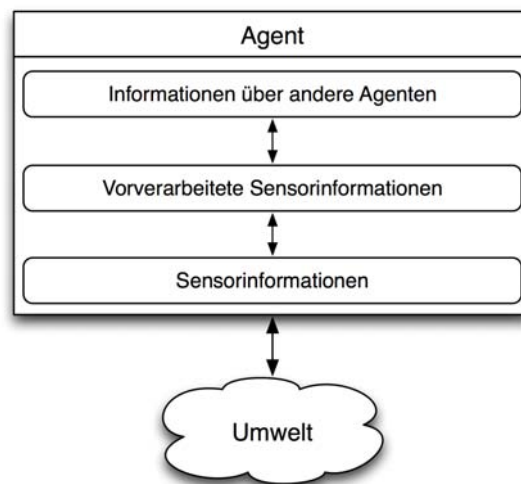 Agent
Informationen über andere Agenten
Vorverarbeitete Sensorinformationen
Sensorinformationen
Umwelt